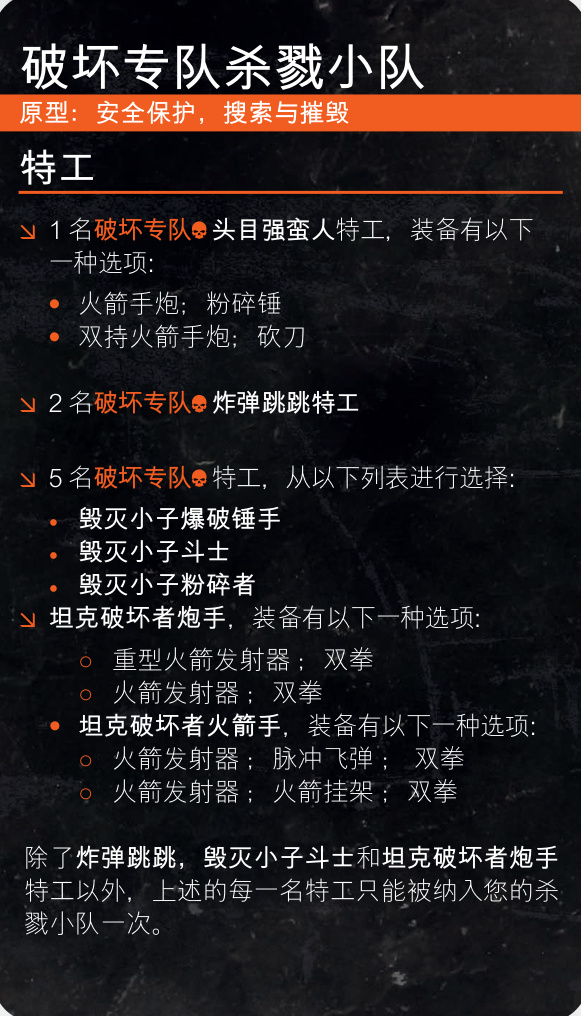 破坏专队杀戮小队
原型：安全保护，搜索与摧毁
特工
1 名破坏专队 头目强蛮人特工，装备有以下
一种选项：
• 火箭手炮；粉碎锤
• 双持火箭手炮；砍刀
2 名破坏专队 炸弹跳跳特工
5 名破坏专队 特工，从以下列表进行选择：
• 毁灭小子爆破锤手
• 毁灭小子斗士
• 毁灭小子粉碎者
坦克破坏者炮手，装备有以下一种选项：
○ 重型火箭发射器 ；双拳
○ 火箭发射器 ；双拳
• 坦克破坏者火箭手，装备有以下一种选项：
○ 火箭发射器 ；脉冲飞弹 ； 双拳
○ 火箭发射器 ；火箭挂架 ；双拳
除了炸弹跳跳，毁灭小子斗士和坦克破坏者炮手
特工以外，上述的每一名特工只能被纳入您的杀
戮小队一次。